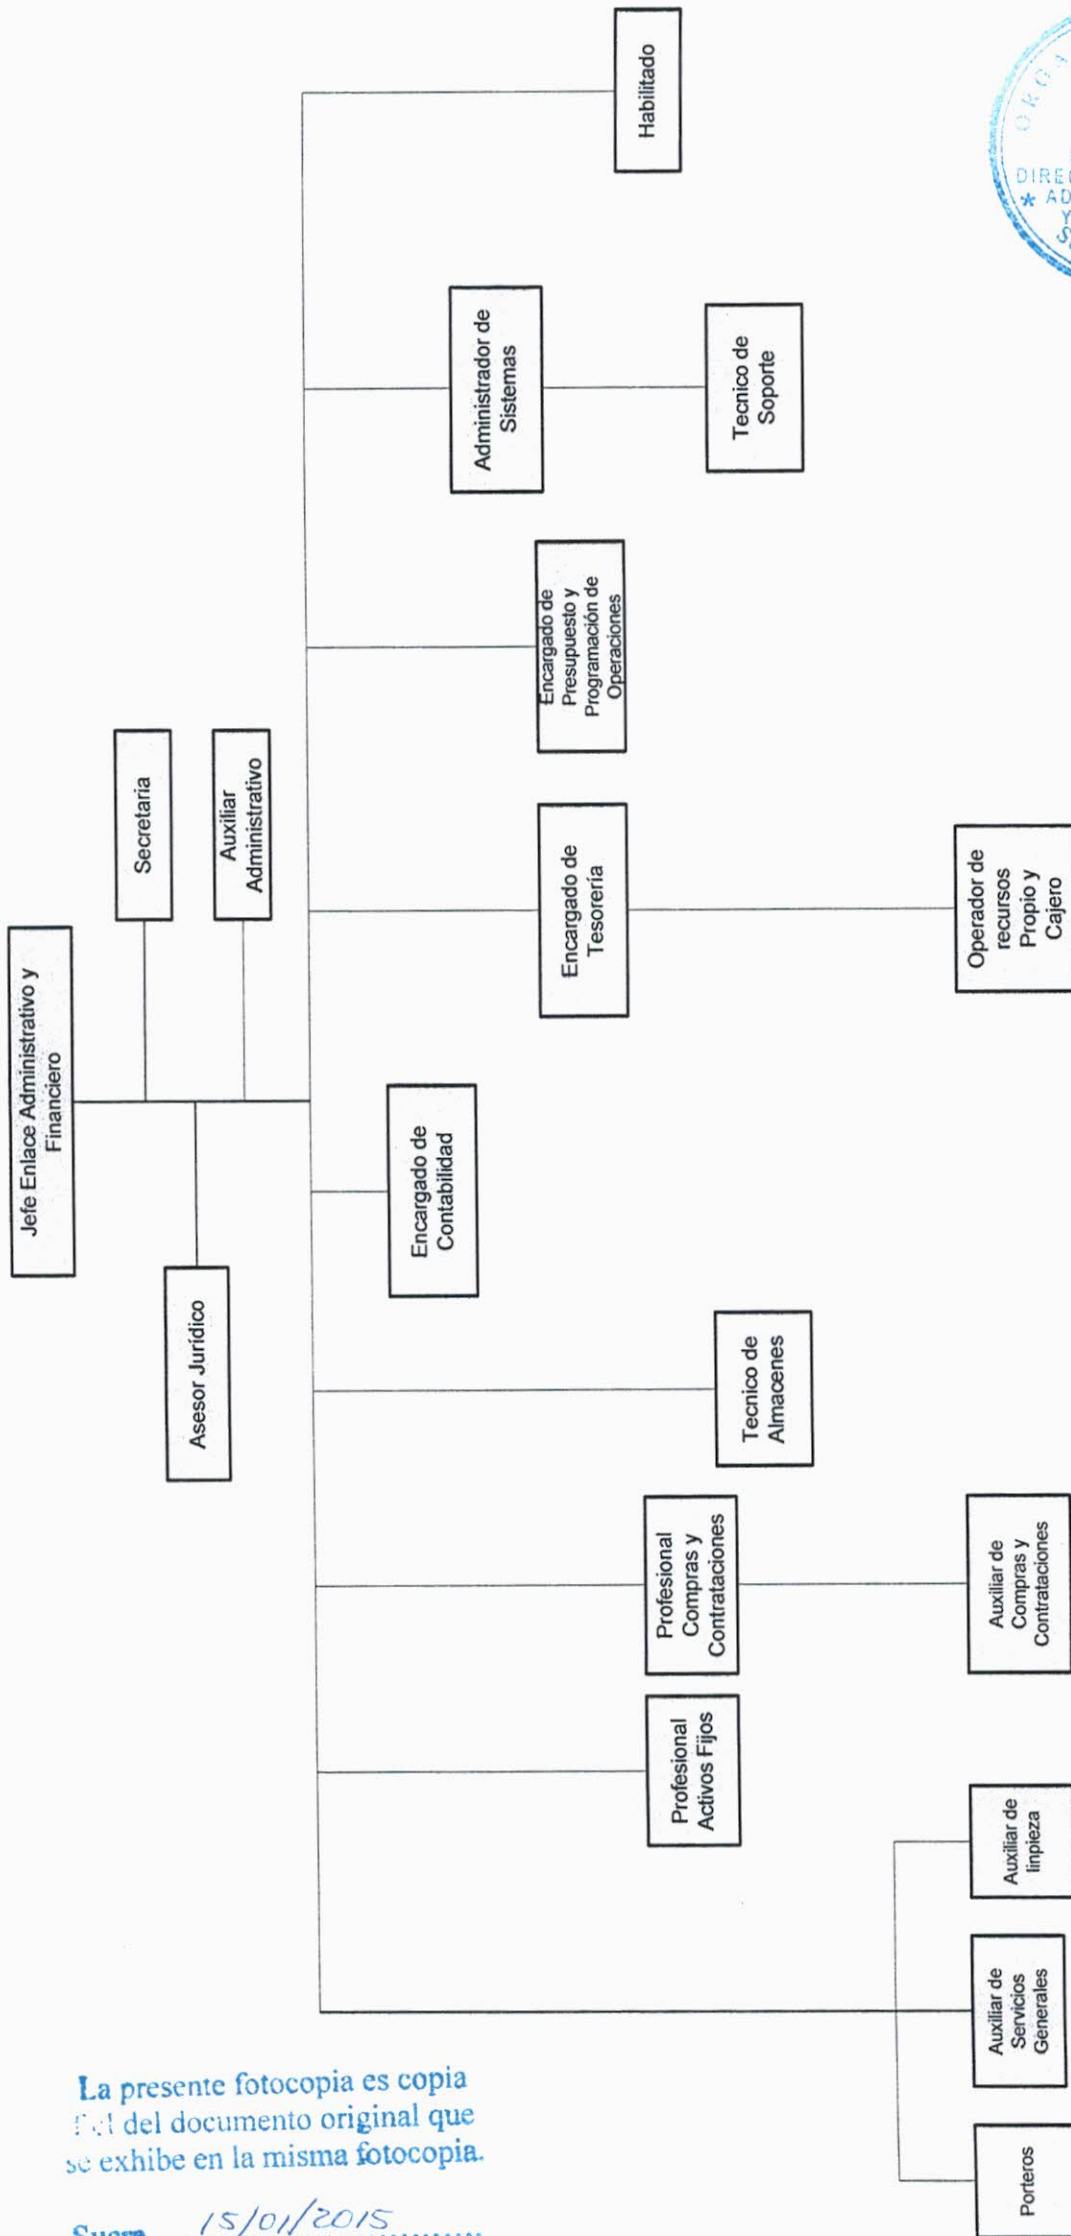 Jefe Enlace Administrativo y
Financiero
Secretaria
Asesor Jurídico
Auxiliar
Administrativo
Encargado de
Contabilidad
Administrador de
Sistemas
Encargado de
Tesorería
Encargado de
Presupuesto y
Programación de
Operaciones
Habilitado
Profesional
Activos Fijos
Profesional
Compras y
Contrataciones
Tecnico de
Almacenes
Tecnico de
Soporte
Porteros
Auxiliar de
Servicios
Generales
Auxiliar de
linpieza
Auxiliar de
Compras y
Contrataciones
Operador de
recursos
Propio y
Cajero
La presente fotocopia es copia
del documento original que
se exhibe en la misma fotocopia.
Sucre 15/01/2015
DIREC
* AD
Y